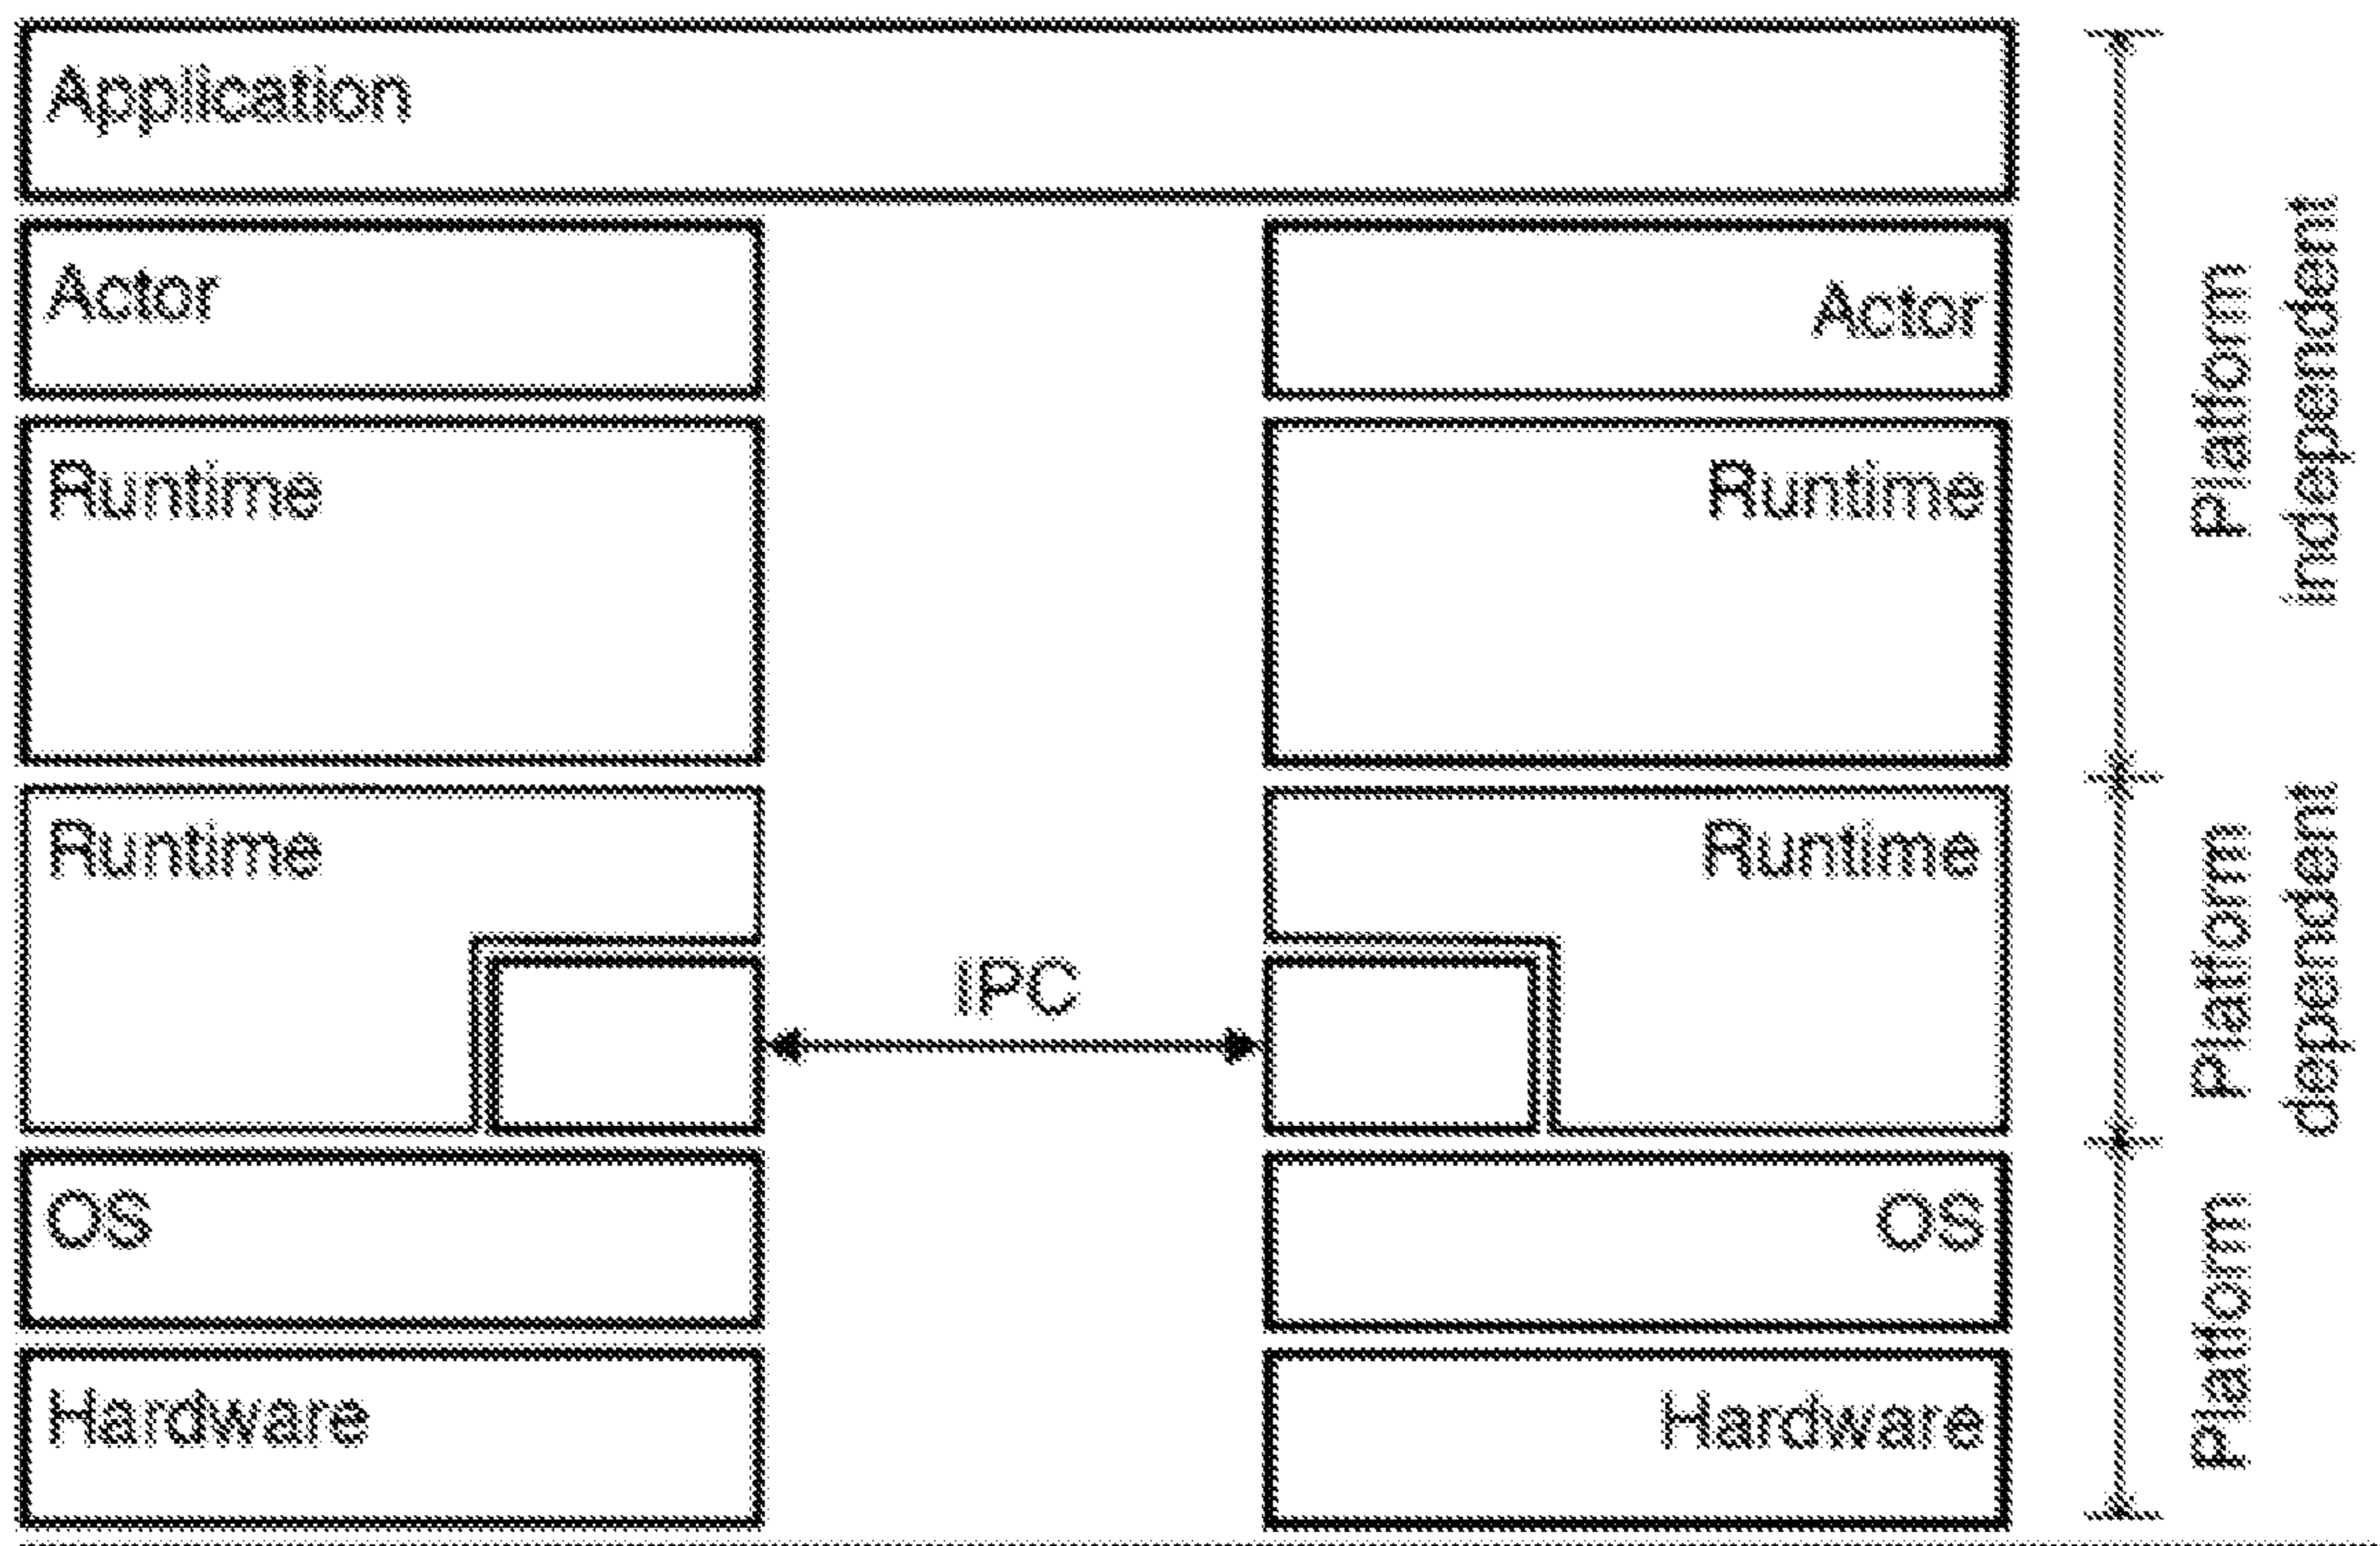 Application
Actor
Actor
Runtime
Runtime
Runtime
Runtime
IPC
OS
OS
Hardware
Hardware
Platform
independent
Platform
dependent
Platform